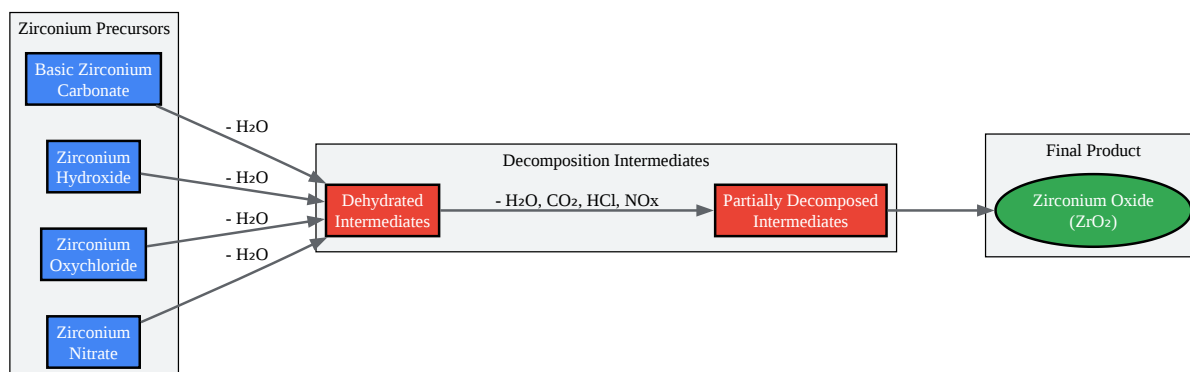 Zirconium Precursors
Basic Zirconium
Carbonate
Zirconium
Hydroxide
Zirconium
Oxychloride
Zirconium
Nitrate
- H₂O
- H₂O
- H₂O
- H₂O
Decomposition Intermediates
Dehydrated
Intermediates
- H₂O, CO₂, HCl, NOx
Partially Decomposed
Intermediates
Final Product
Zirconium Oxide
(ZrO₂)